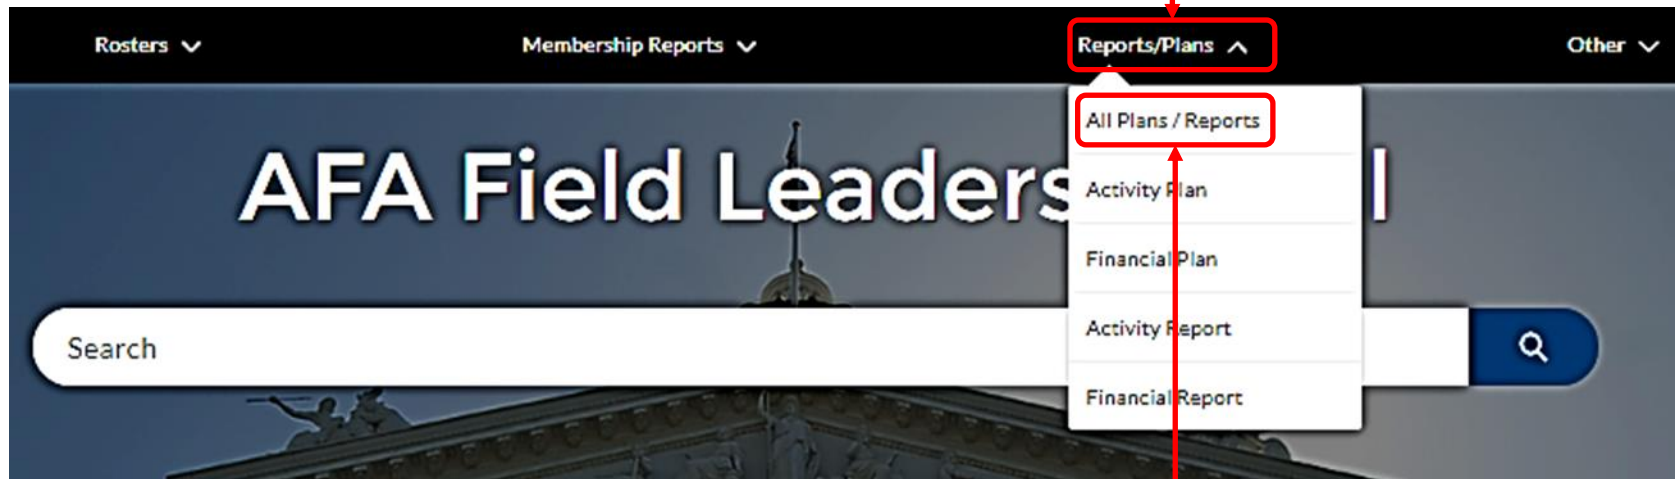 Rosters
Membership Reports
Reports/Plans
Other
All Plans / Reports
AFA Field Leaders
Activity Plan
Financial Plan
Search
Activity Report
Financial Report